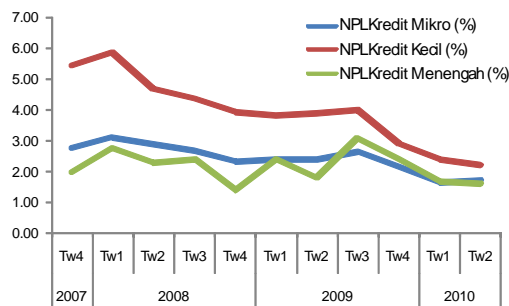 7.00
6.00
5.00
4.00
3.00
2.00
1.00
0.00
NPLKredit Mikro (%)
NPLKredit Kecil (%)
NPLKredit Menengah (%)
Tw4 Tw1 Tw2 Tw3 Tw4 Tw1 Tw2 Tw3 Tw4 Tw1 Tw2
2007 2008 2009 2010